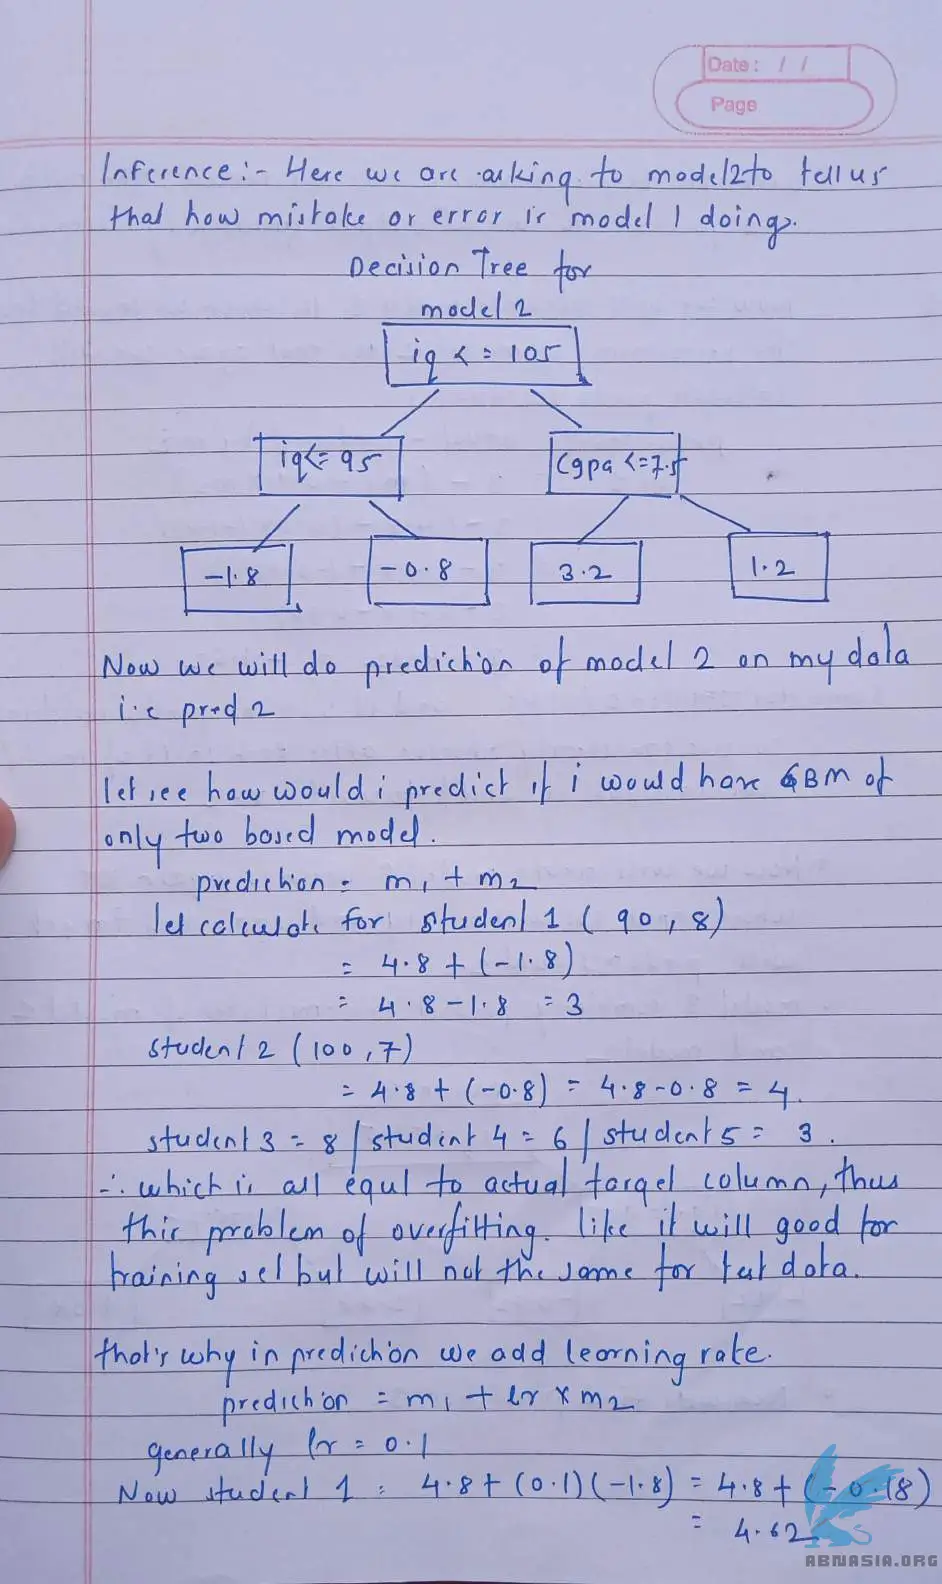 Date : / /
Page
Inference :- Here we are asking to model2 to tell us
that how mistake or error is model 1 doing.
Decision Tree for
model 2
iq <= 105
iq <= 95
cgpa <= 7.5
-1.8
-0.8
3.2
1.2
Now we will do prediction of model 2 on my data
i.e pred 2
let see how would i predict if i would have GBM of
only two based model.
prediction = m1 + m2
let calculate for student 1 (90, 8)
= 4.8 + (-1.8)
= 4.8 - 1.8 = 3
student 2 (100, 7)
= 4.8 + (-0.8) = 4.8 - 0.8 = 4.
student 3 = 8 / student 4 = 6 / student 5 = 3.
∴ which is all equl to actual target column, thus
this problem of overfitting. like it will good for
training set but will not the same for test data.
that's why in prediction we add learning rate.
prediction = m1 + lr x m2
generally lr = 0.1
Now student 1 = 4.8 + (0.1)(-1.8) = 4.8 + (-0.18)
= 4.62
ABNASIA.ORG